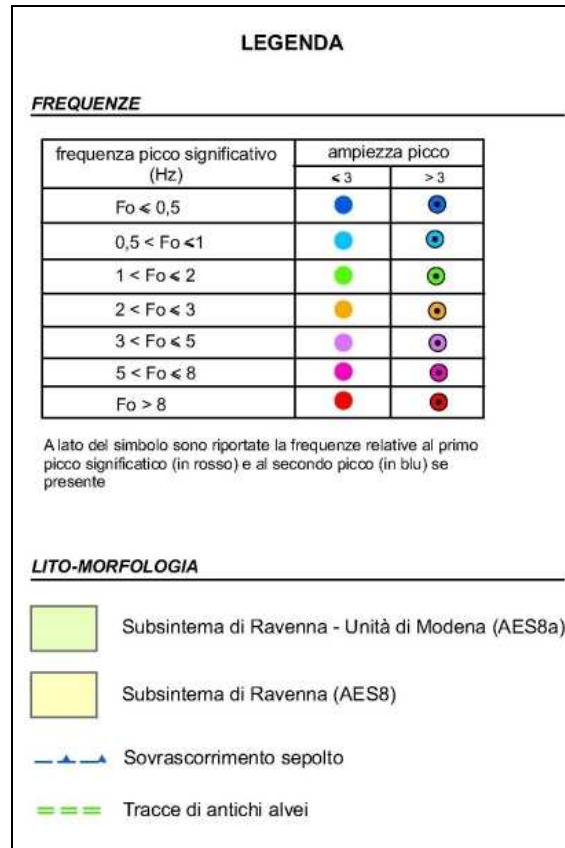 LEGENDA
FREQUENZE
frequenza picco significativo
(Hz)
ampiezza picco
⩽ 3
> 3
Fo ⩽ 0,5
0,5 < Fo ⩽1
1 < Fo ⩽ 2
2 < Fo ⩽ 3
3 < Fo ⩽ 5
5 < Fo ⩽ 8
Fo > 8
A lato del simbolo sono riportate la frequenze relative al primo
picco significatico (in rosso) e al secondo picco (in blu) se
presente
LITO-MORFOLOGIA
Subsintema di Ravenna - Unità di Modena (AES8a)
Subsintema di Ravenna (AES8)
Sovrascorrimento sepolto
Tracce di antichi alvei